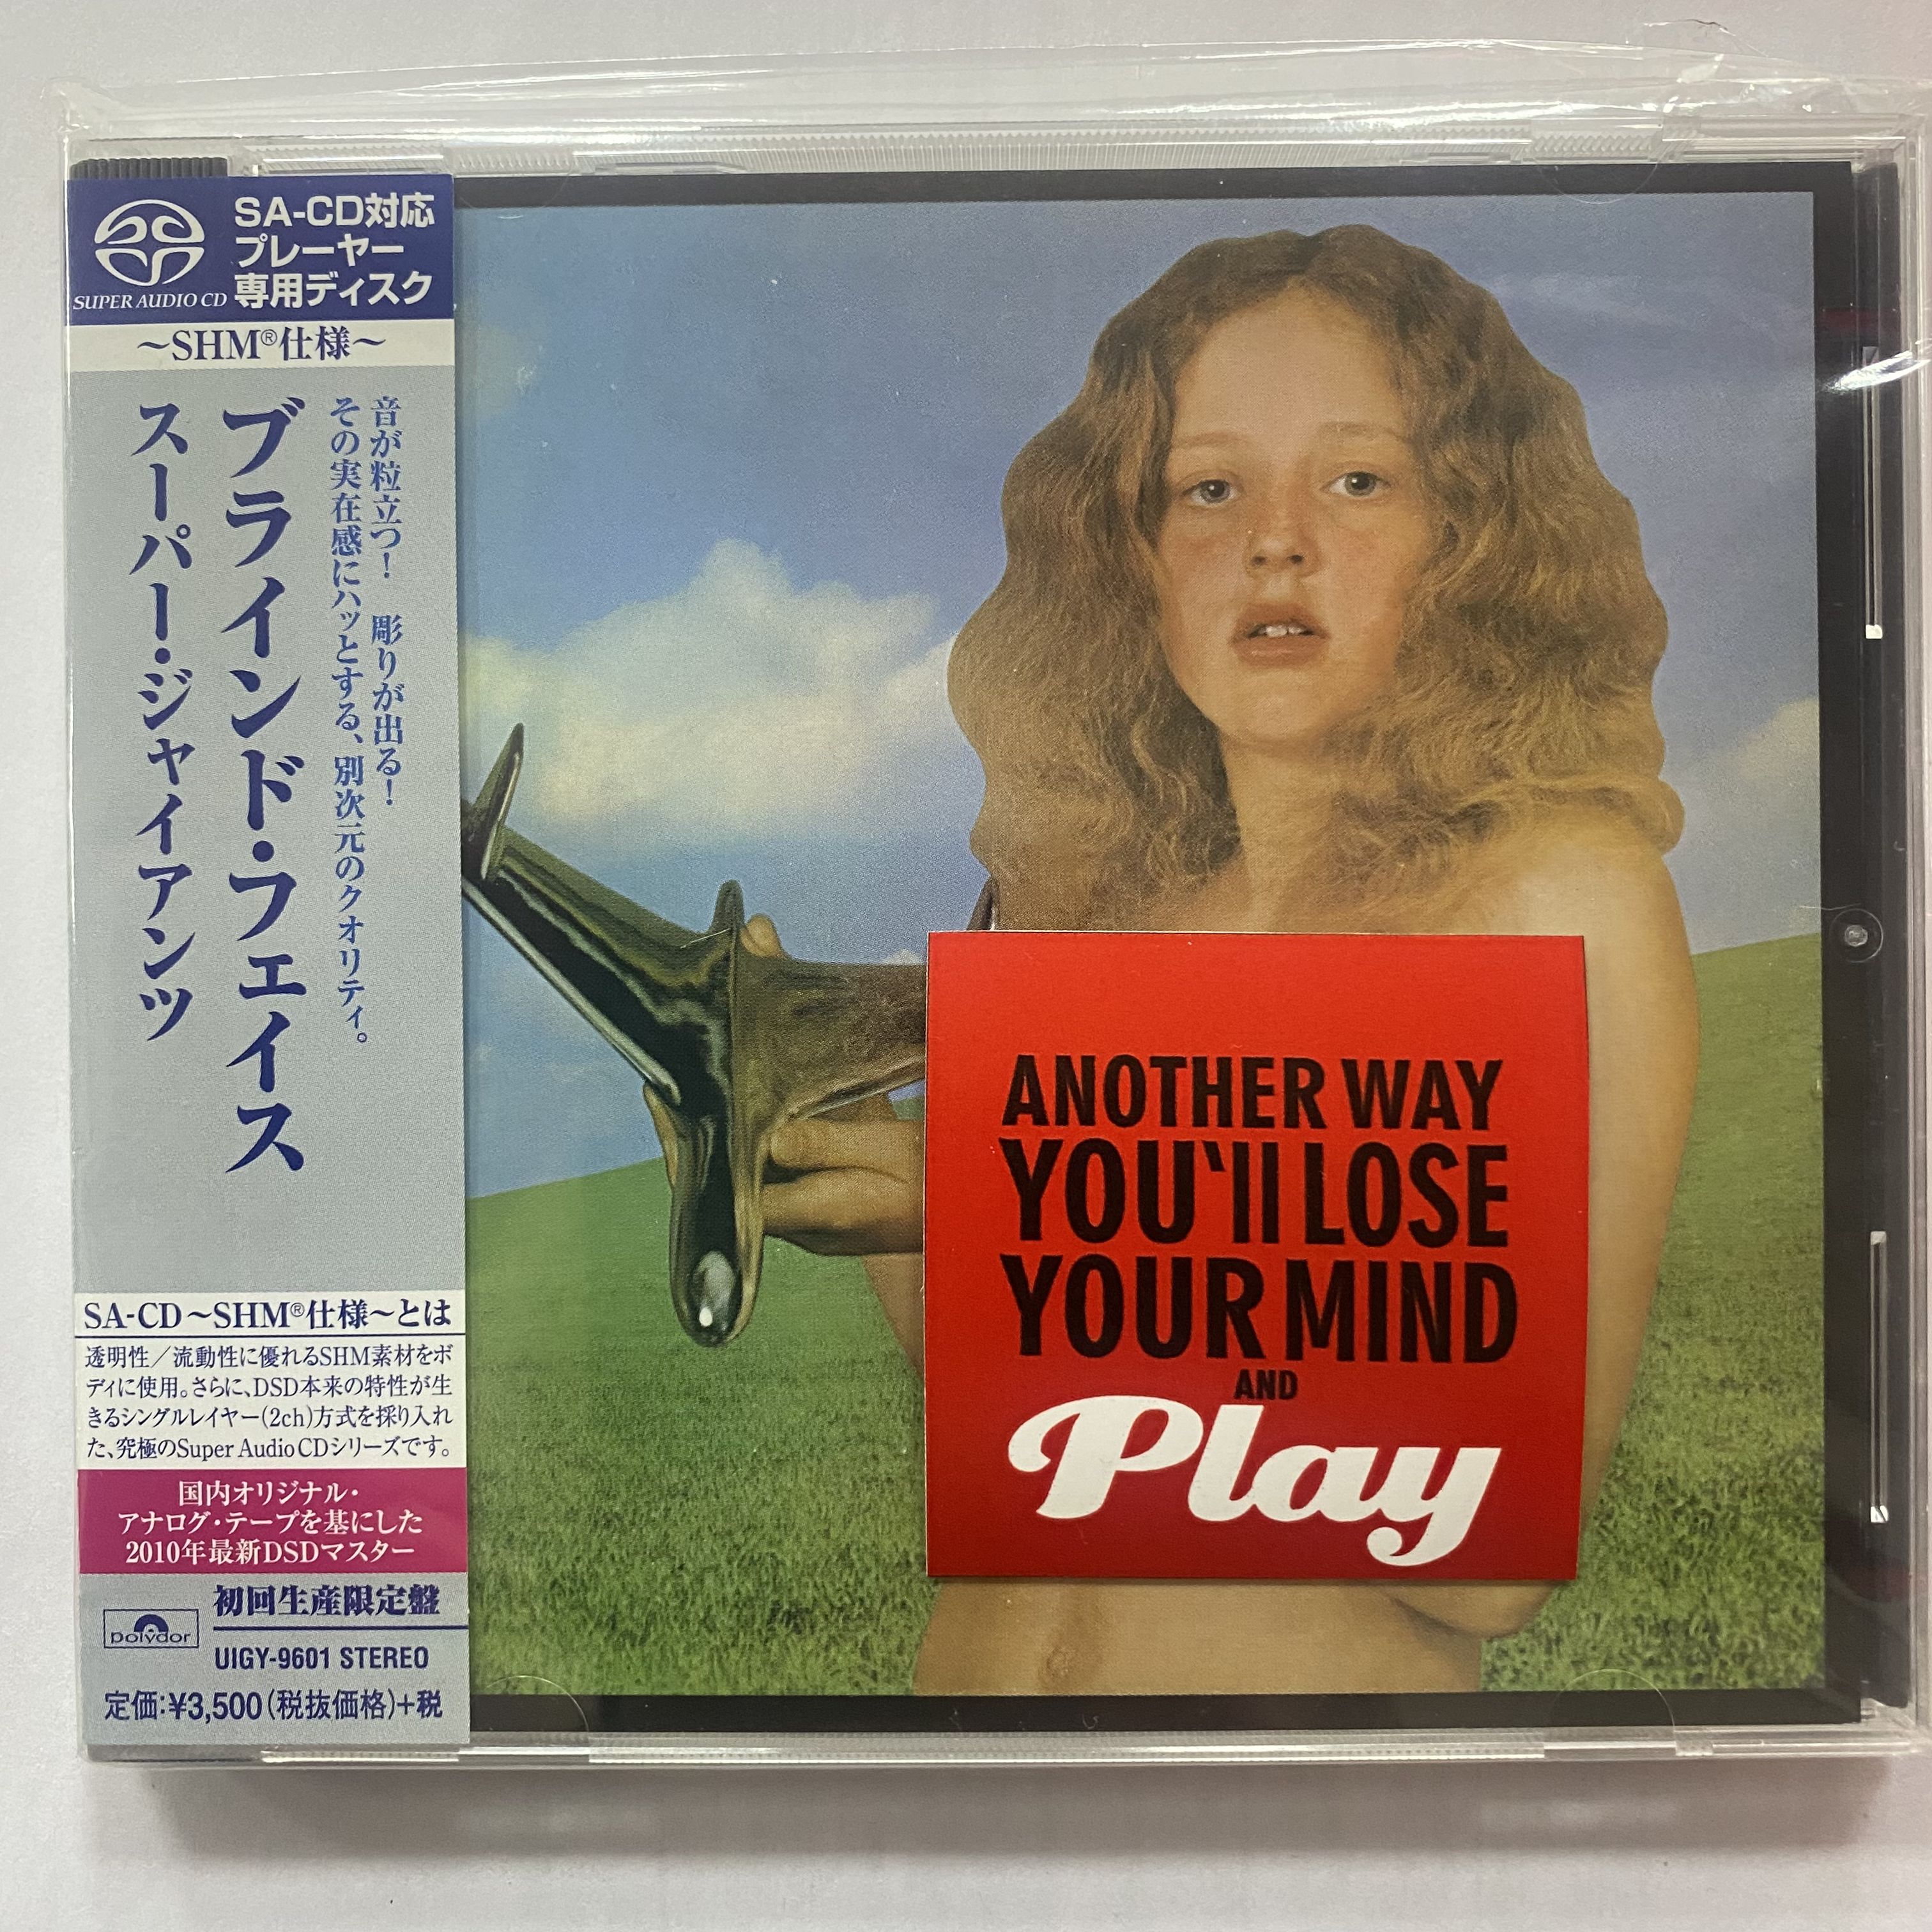 SUPER AUDIO CD
SA-CD対応
プレーヤー
専用ディスク
～SHM®仕様～
音が粒立つ！　彫りが出る！
その実在感にハッとする、別次元のクオリティ。
ブラインド・フェイス
スーパー・ジャイアンツ
SA-CD～SHM®仕様～とは
透明性／流動性に優れるSHM素材をボ
ディに使用。さらに、DSD本来の特性が生
きるシングルレイヤー(2ch)方式を採り入れ
た、究極のSuper Audio CDシリーズです。
国内オリジナル・
アナログ・テープを基にした
2010年最新DSDマスター
polydor
初回生産限定盤
UIGY-9601 STEREO
定価:¥3,500(税抜価格)+税
ANOTHER WAY
YOU‘ll LOSE
YOUR MIND
AND
Play